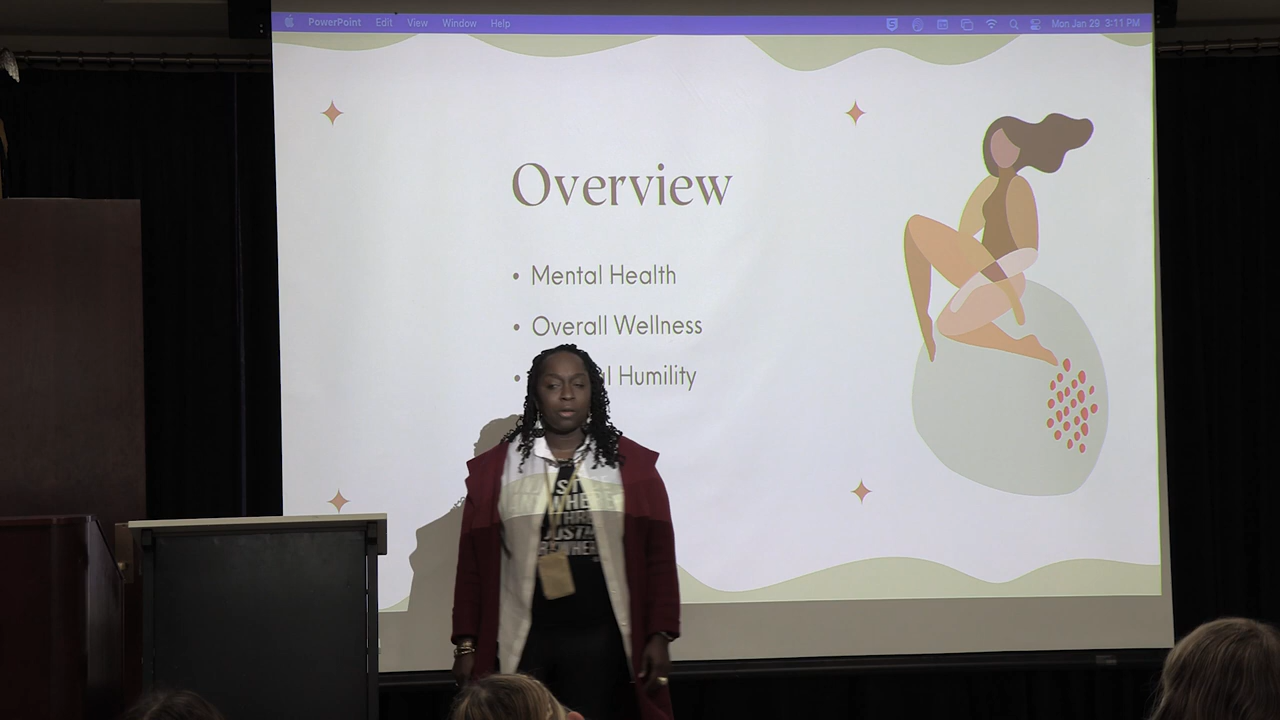 PowerPoint Edit View Window Help Mon Jan 29 3:11 PM
Overview
• Mental Health
• Overall Wellness
• l Humility